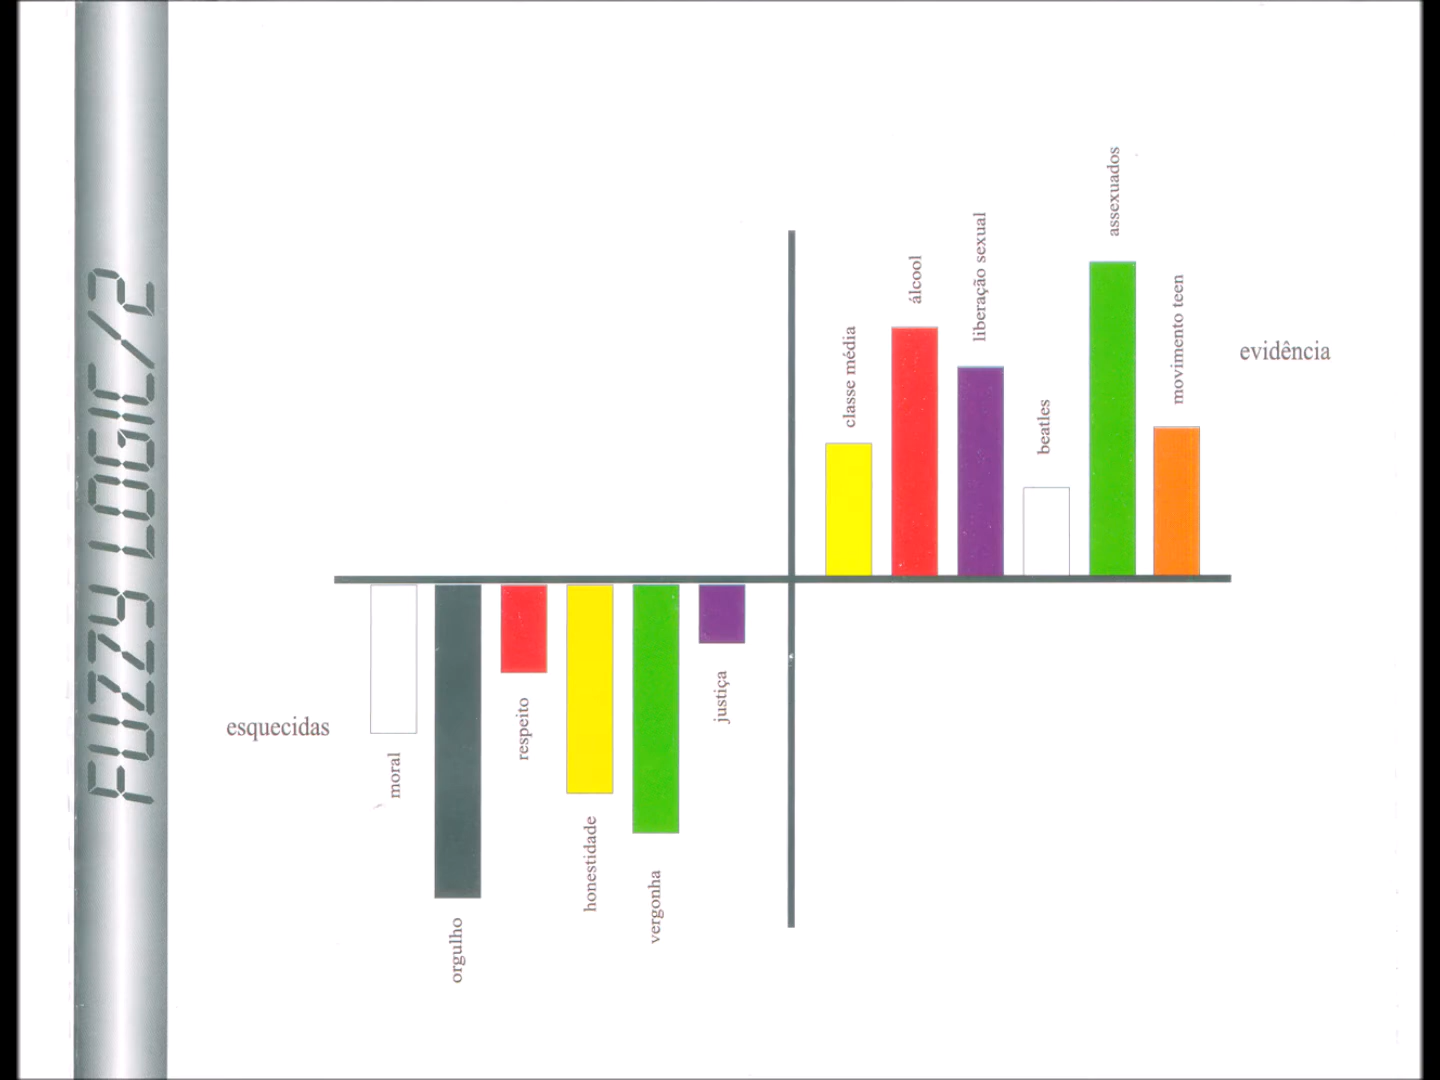 FUZZY LOGIC/2
esquecidas
moral
orgulho
respeito
honestidade
vergonha
justiça
classe média
álcool
liberação sexual
beatles
assexuados
movimento teen
evidência